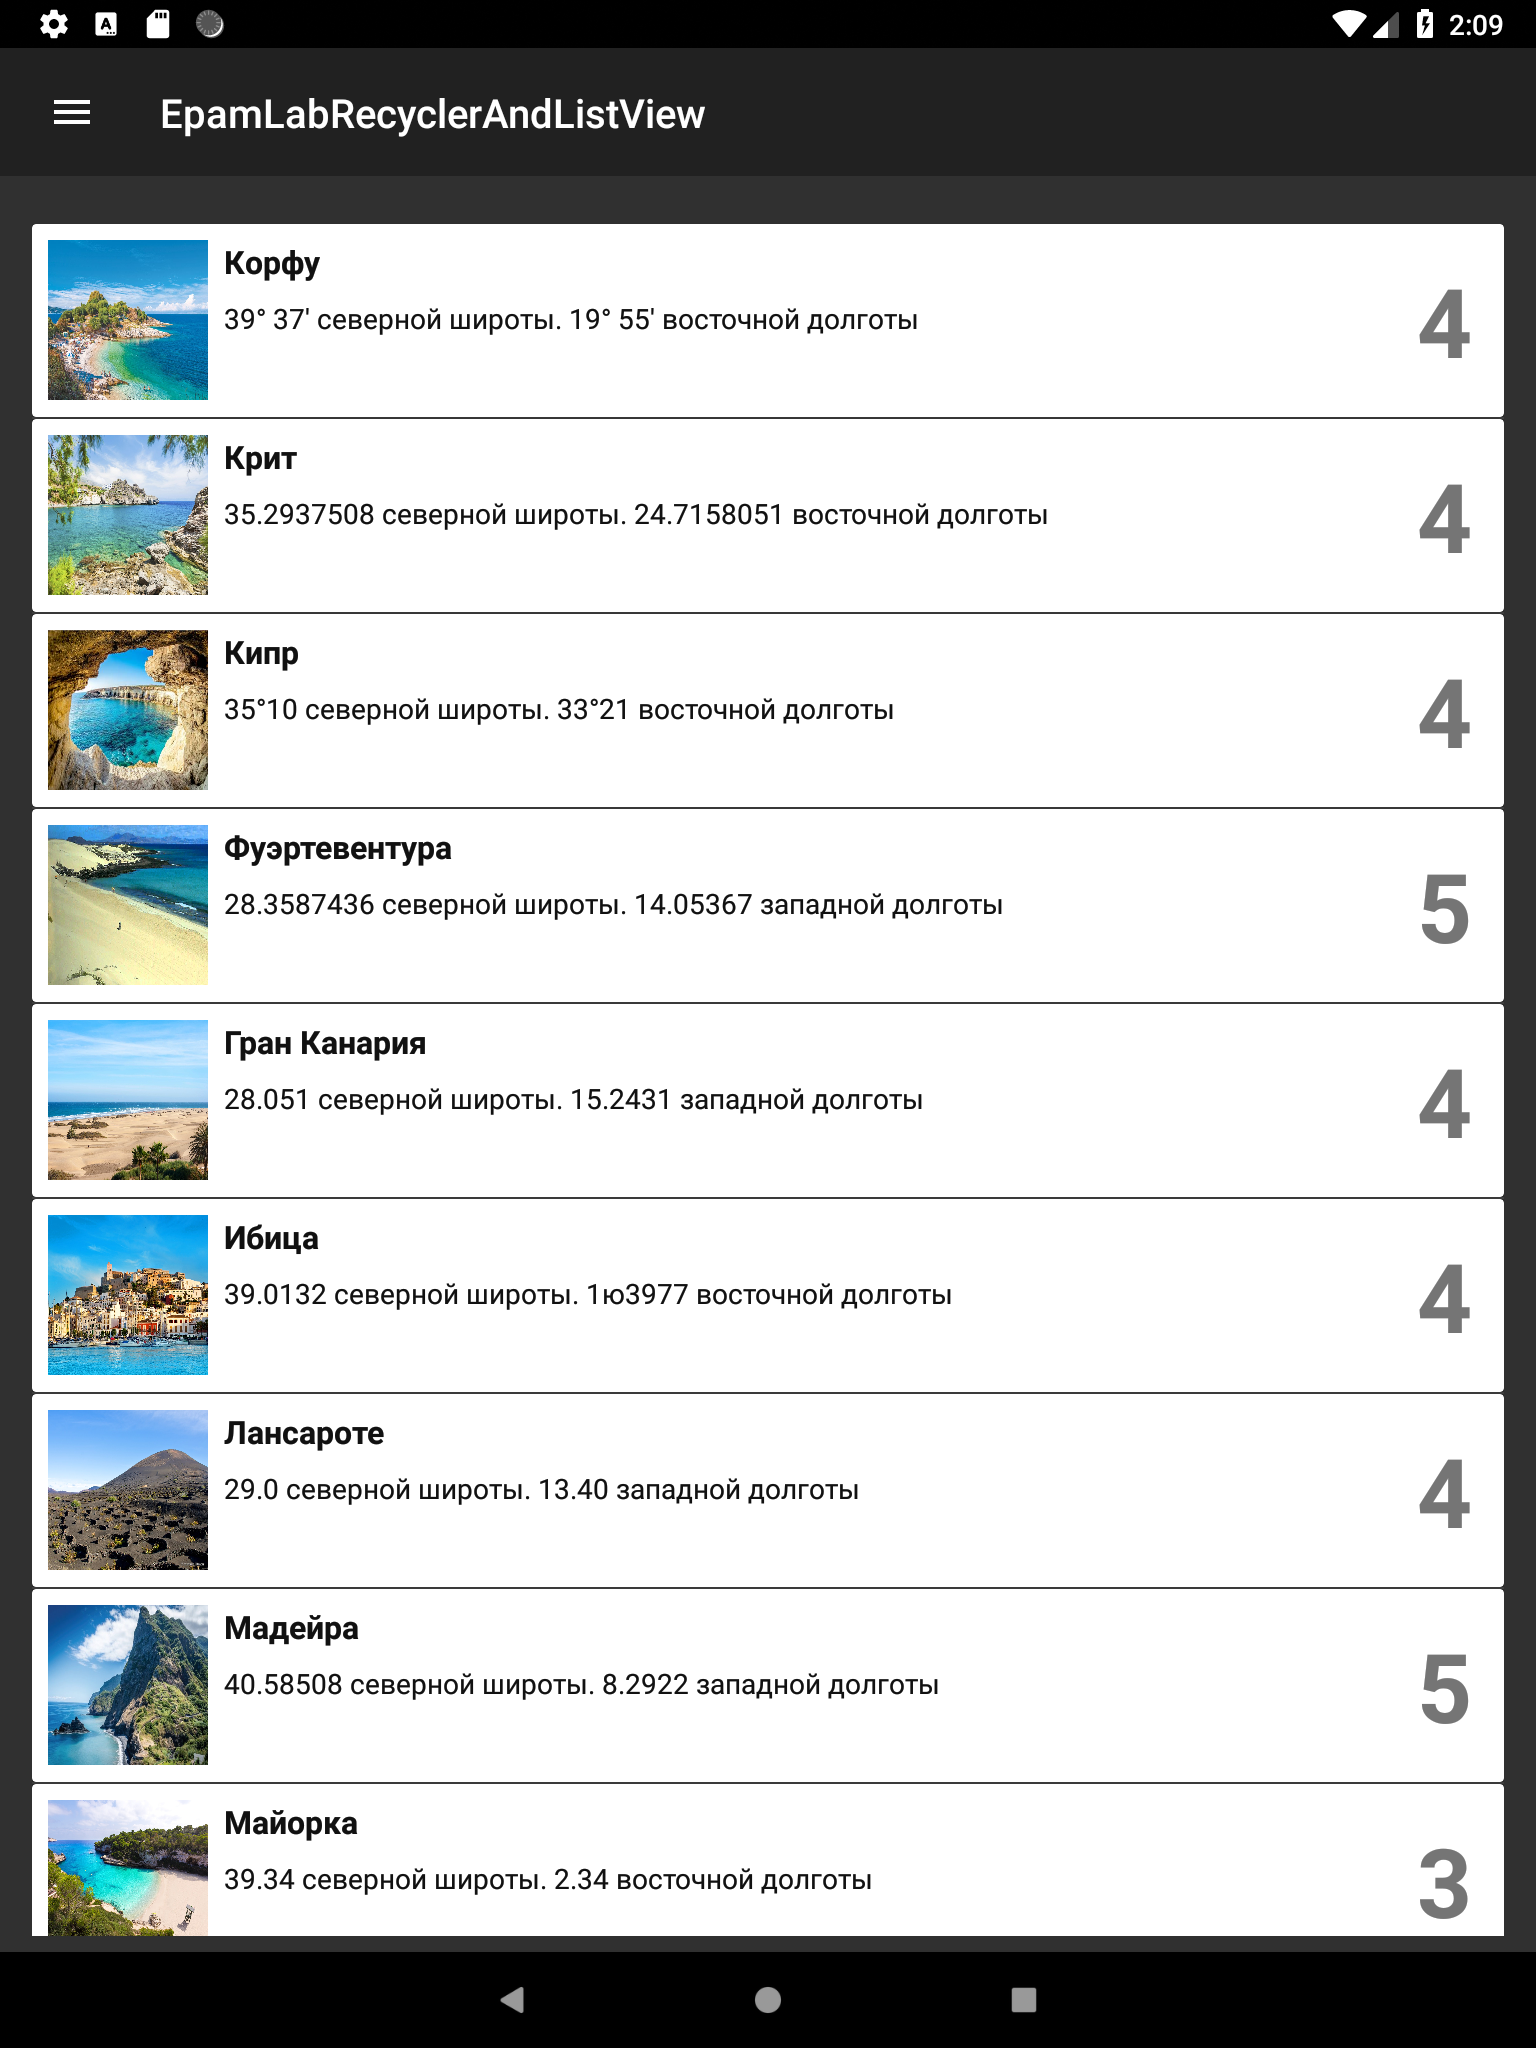 2:09
EpamLabRecyclerAndListView
Корфу
39° 37' северной широты. 19° 55' восточной долготы
4
Крит
35.2937508 северной широты. 24.7158051 восточной долготы
4
Кипр
35°10 северной широты. 33°21 восточной долготы
4
Фуэртевентура
28.3587436 северной широты. 14.05367 западной долготы
5
Гран Канария
28.051 северной широты. 15.2431 западной долготы
4
Ибица
39.0132 северной широты. 1ю3977 восточной долготы
4
Лансароте
29.0 северной широты. 13.40 западной долготы
4
Мадейра
40.58508 северной широты. 8.2922 западной долготы
5
Майорка
39.34 северной широты. 2.34 восточной долготы
3